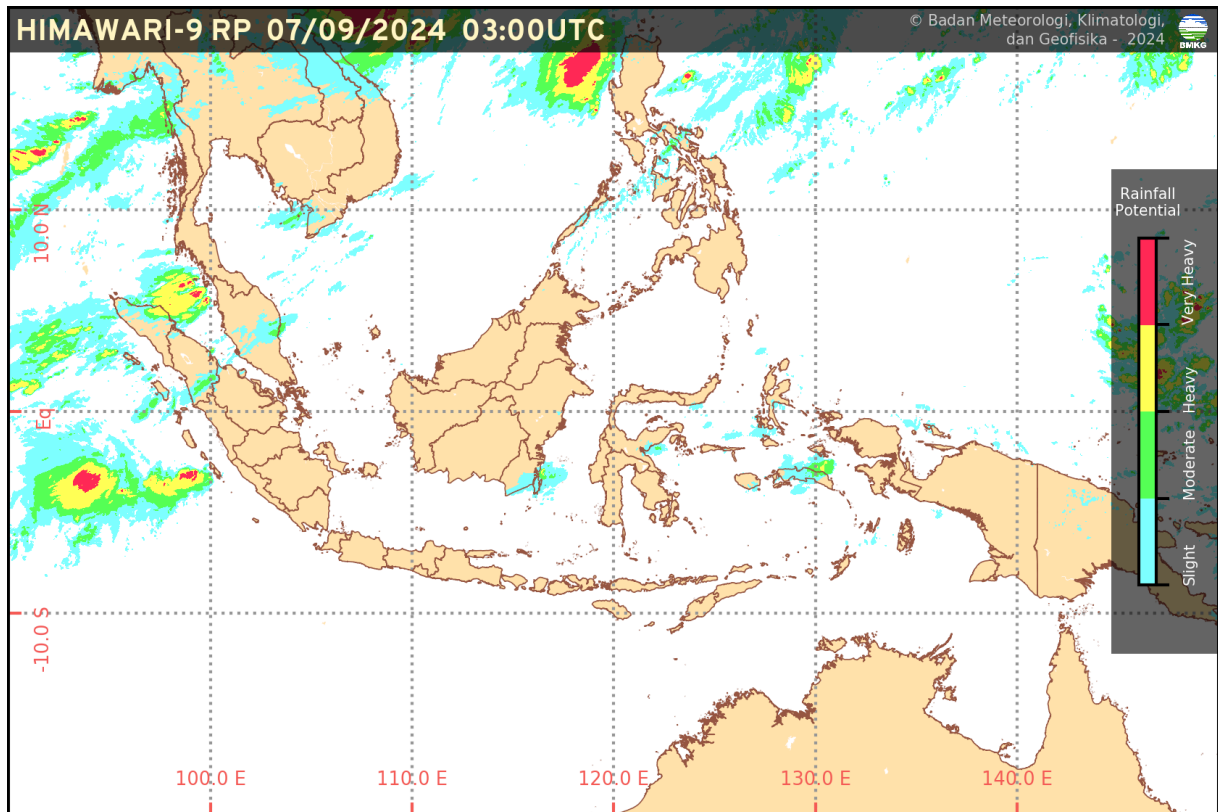 HIMAWARI-9 RP 07/09/2024 03:00UTC
© Badan Meteorologi, Klimatologi,
dan Geofisika - 2024
BMKG
Rainfall
Potential
Very Heavy
Heavy
Moderate
Slight
10.0 N
Eq
-10.0 S
100.0 E
110.0 E
120.0 E
130.0 E
140.0 E